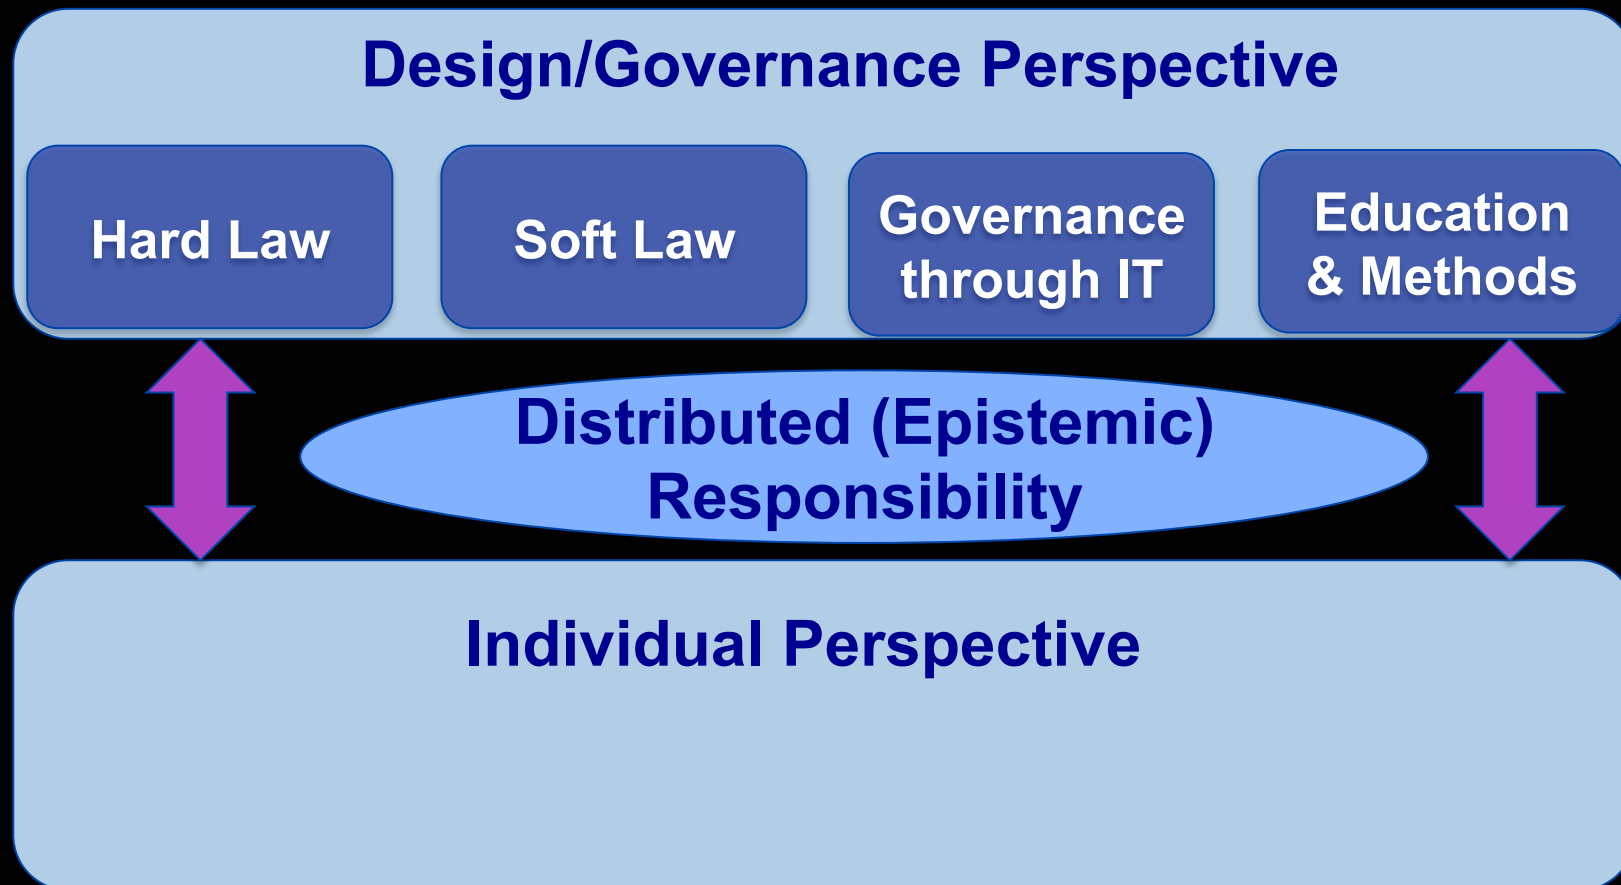 Design/Governance Perspective
Hard Law
Soft Law
Governance
through IT
Education
& Methods
Distributed (Epistemic)
Responsibility
Individual Perspective